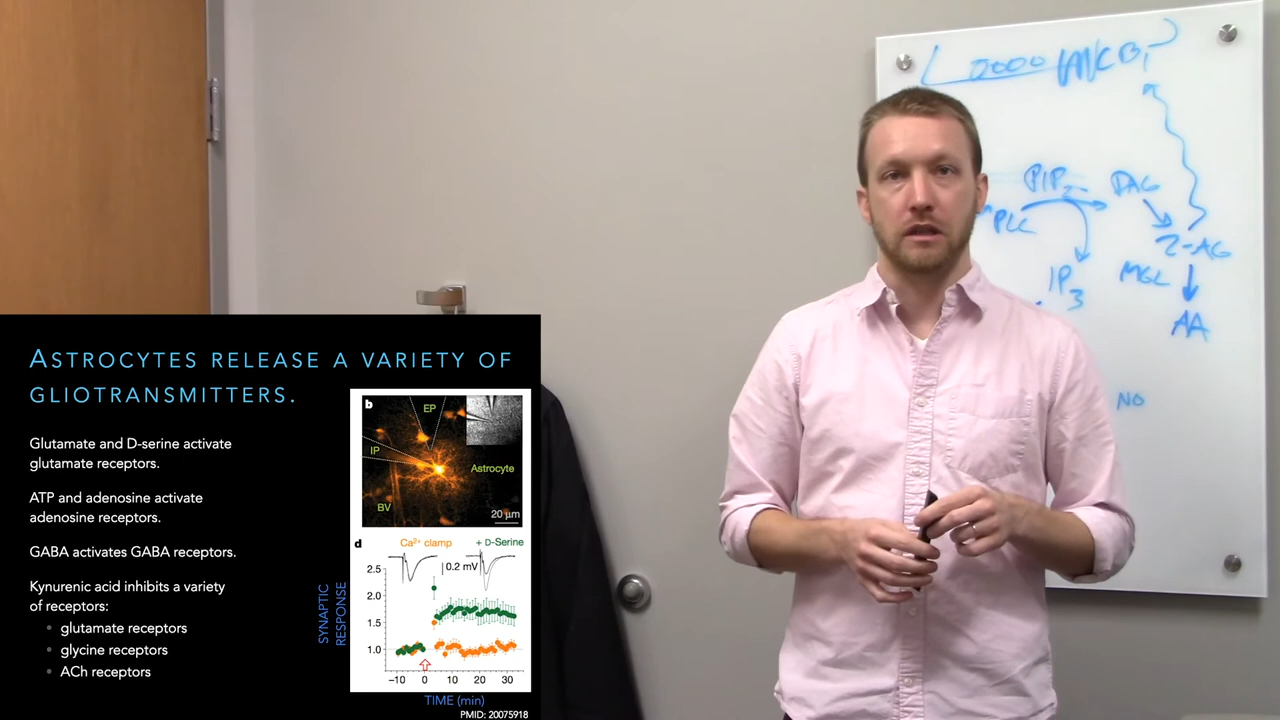 ASTROCYTES RELEASE A VARIETY OF
GLIOTRANSMITTERS.
Glutamate and D-serine activate
glutamate receptors.
ATP and adenosine activate
adenosine receptors.
GABA activates GABA receptors.
Kynurenic acid inhibits a variety
of receptors:
• glutamate receptors
• glycine receptors
• ACh receptors
b
EP
IP
Astrocyte
BV
20 µm
d
Ca²⁺ clamp
+ D-Serine
0.2 mV
2.5
2.0
1.5
1.0
SYNAPTIC
RESPONSE
−10 0 10 20 30
TIME (min)
PMID: 20075918
PIP₂
DAG
PLC
2-AG
IP₃
MGL
AA
NO